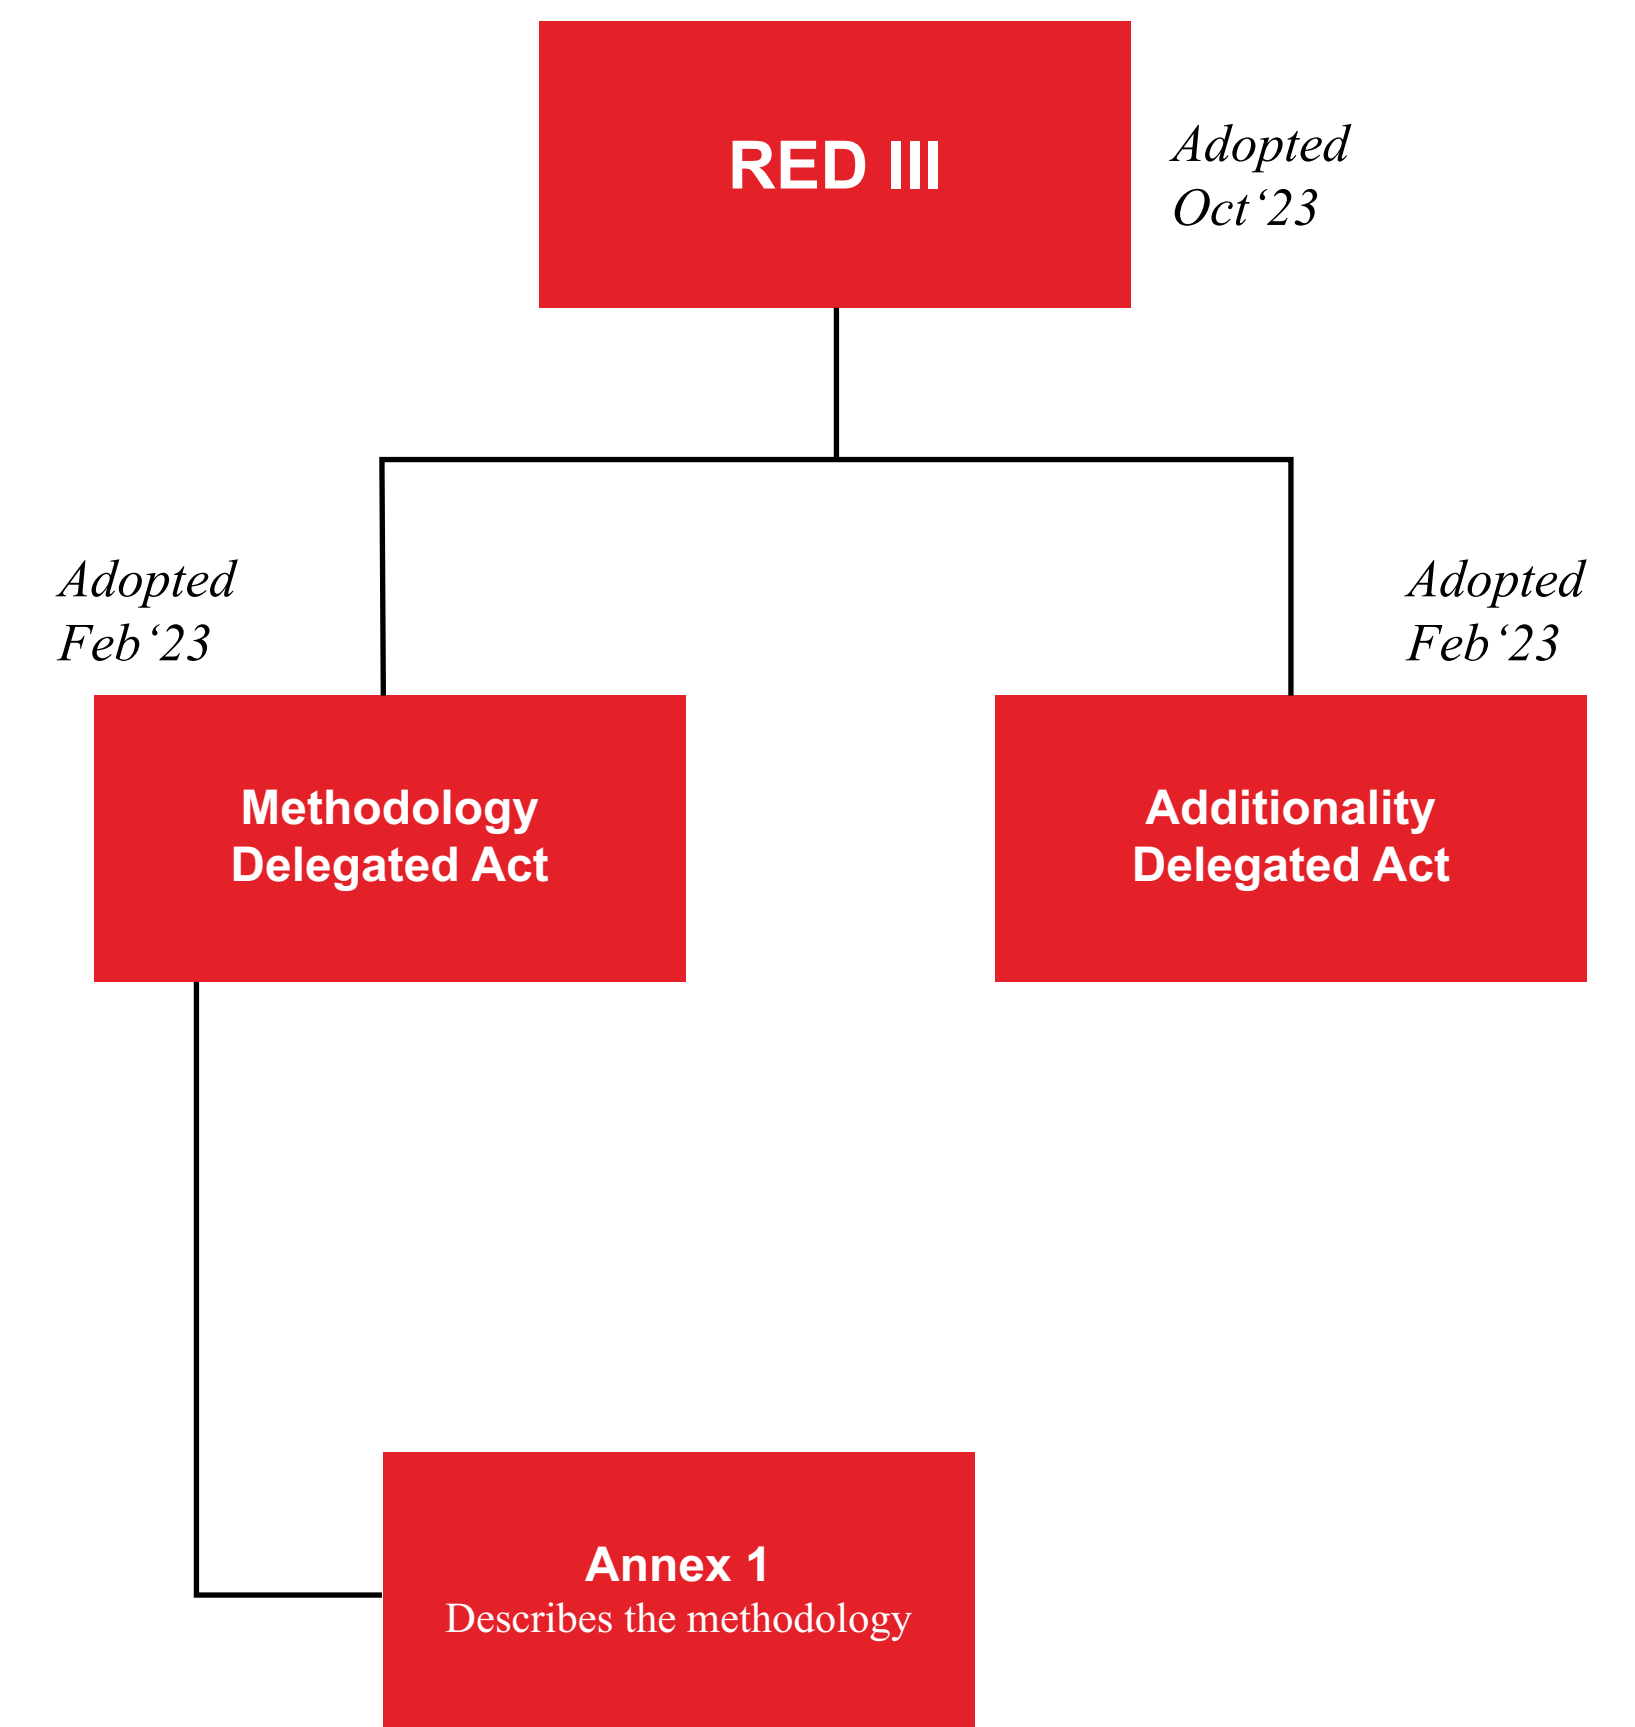 RED III
Adopted
Oct‘23
Adopted
Feb‘23
Adopted
Feb‘23
Methodology
Delegated Act
Additionality
Delegated Act
Annex 1
Describes the methodology